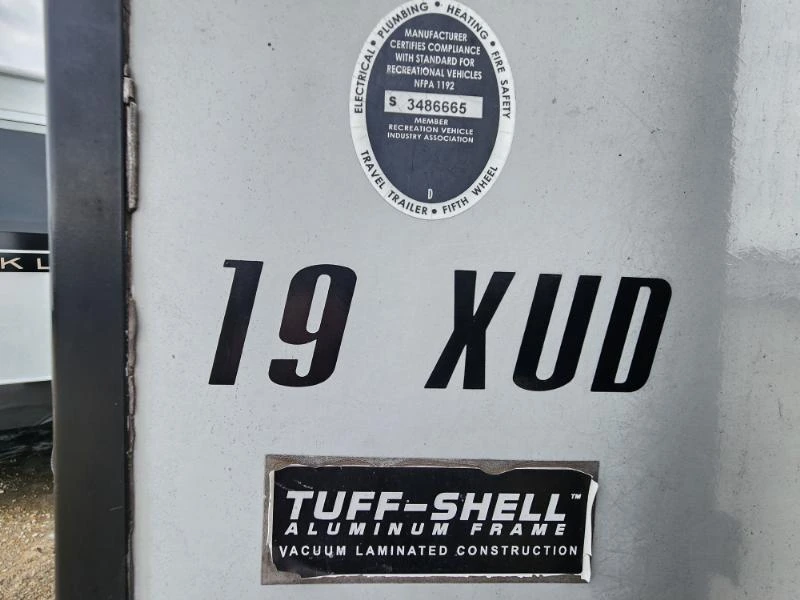 ELECTRICAL • PLUMBING • HEATING • FIRE SAFETY
MANUFACTURER
CERTIFIES COMPLIANCE
WITH STANDARD FOR
RECREATIONAL VEHICLES
NFPA 1192
S 3486665
MEMBER
RECREATION VEHICLE
INDUSTRY ASSOCIATION
D
TRAVEL TRAILER • FIFTH WHEEL
KL
19 XUD
TUFF-SHELL™
ALUMINUM FRAME
VACUUM LAMINATED CONSTRUCTION